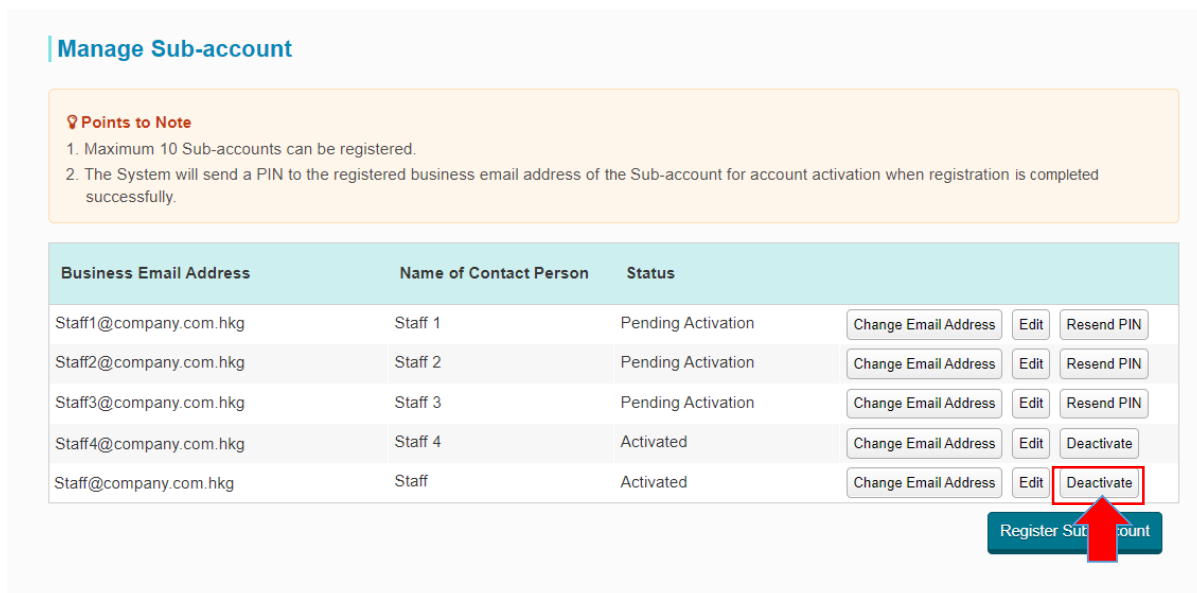 Manage Sub-account
Points to Note
1. Maximum 10 Sub-accounts can be registered.
2. The System will send a PIN to the registered business email address of the Sub-account for account activation when registration is completed
successfully.
Business Email Address Name of Contact Person Status
Staff1@company.com.hkg Staff 1 Pending Activation Change Email Address Edit Resend PIN
Staff2@company.com.hkg Staff 2 Pending Activation Change Email Address Edit Resend PIN
Staff3@company.com.hkg Staff 3 Pending Activation Change Email Address Edit Resend PIN
Staff4@company.com.hkg Staff 4 Activated Change Email Address Edit Deactivate
Staff@company.com.hkg Staff Activated Change Email Address Edit Deactivate
Register